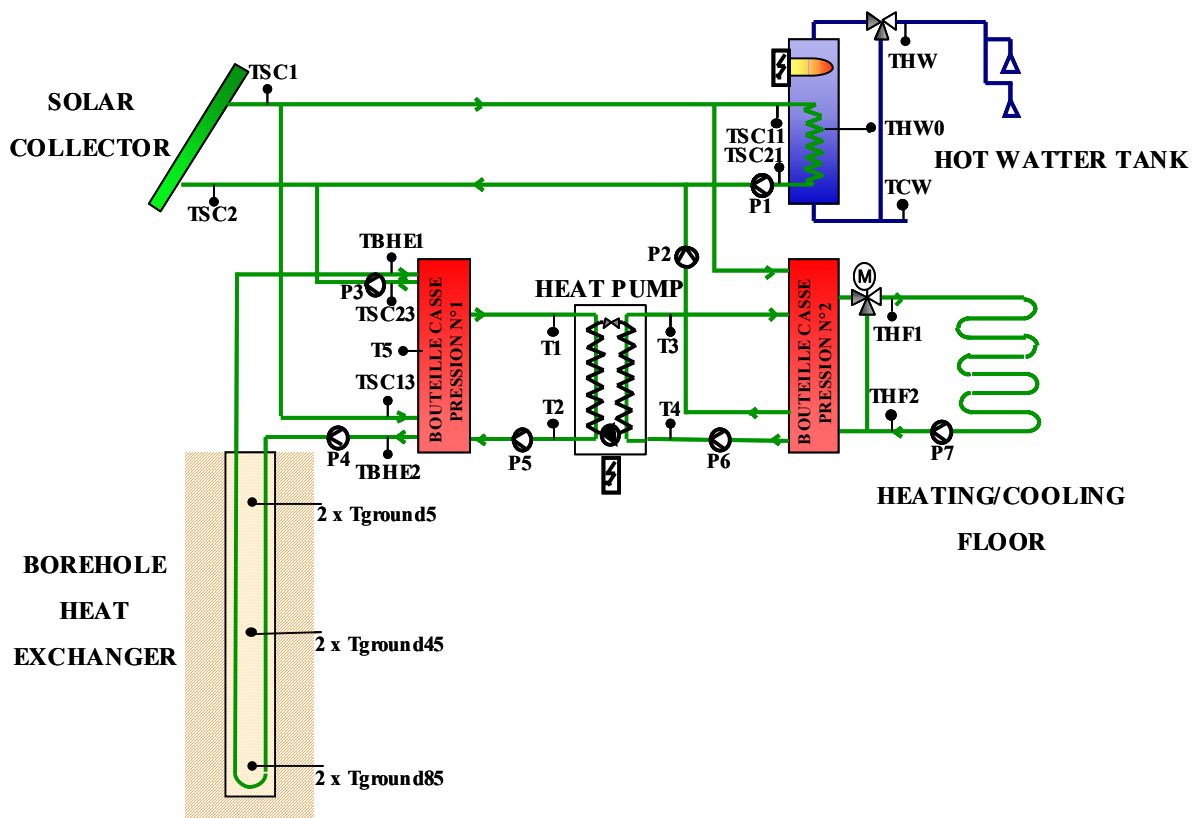 TSC1
THW
SOLAR
COLLECTOR
TSC11
THW0
TSC21
HOT WATTER TANK
TSC2
P1
TCW
TBHE1
P2
P3
HEAT PUMP
M
TSC23
BOUTEILLE CASSE
PRESSION N°1
BOUTEILLE CASSE
PRESSION N°2
T5
T1
T3
THF1
TSC13
T2
T4
THF2
P4
TBHE2
P5
P6
P7
2 x Tground5
HEATING/COOLING
FLOOR
BOREHOLE
HEAT
EXCHANGER
2 x Tground45
2 x Tground85